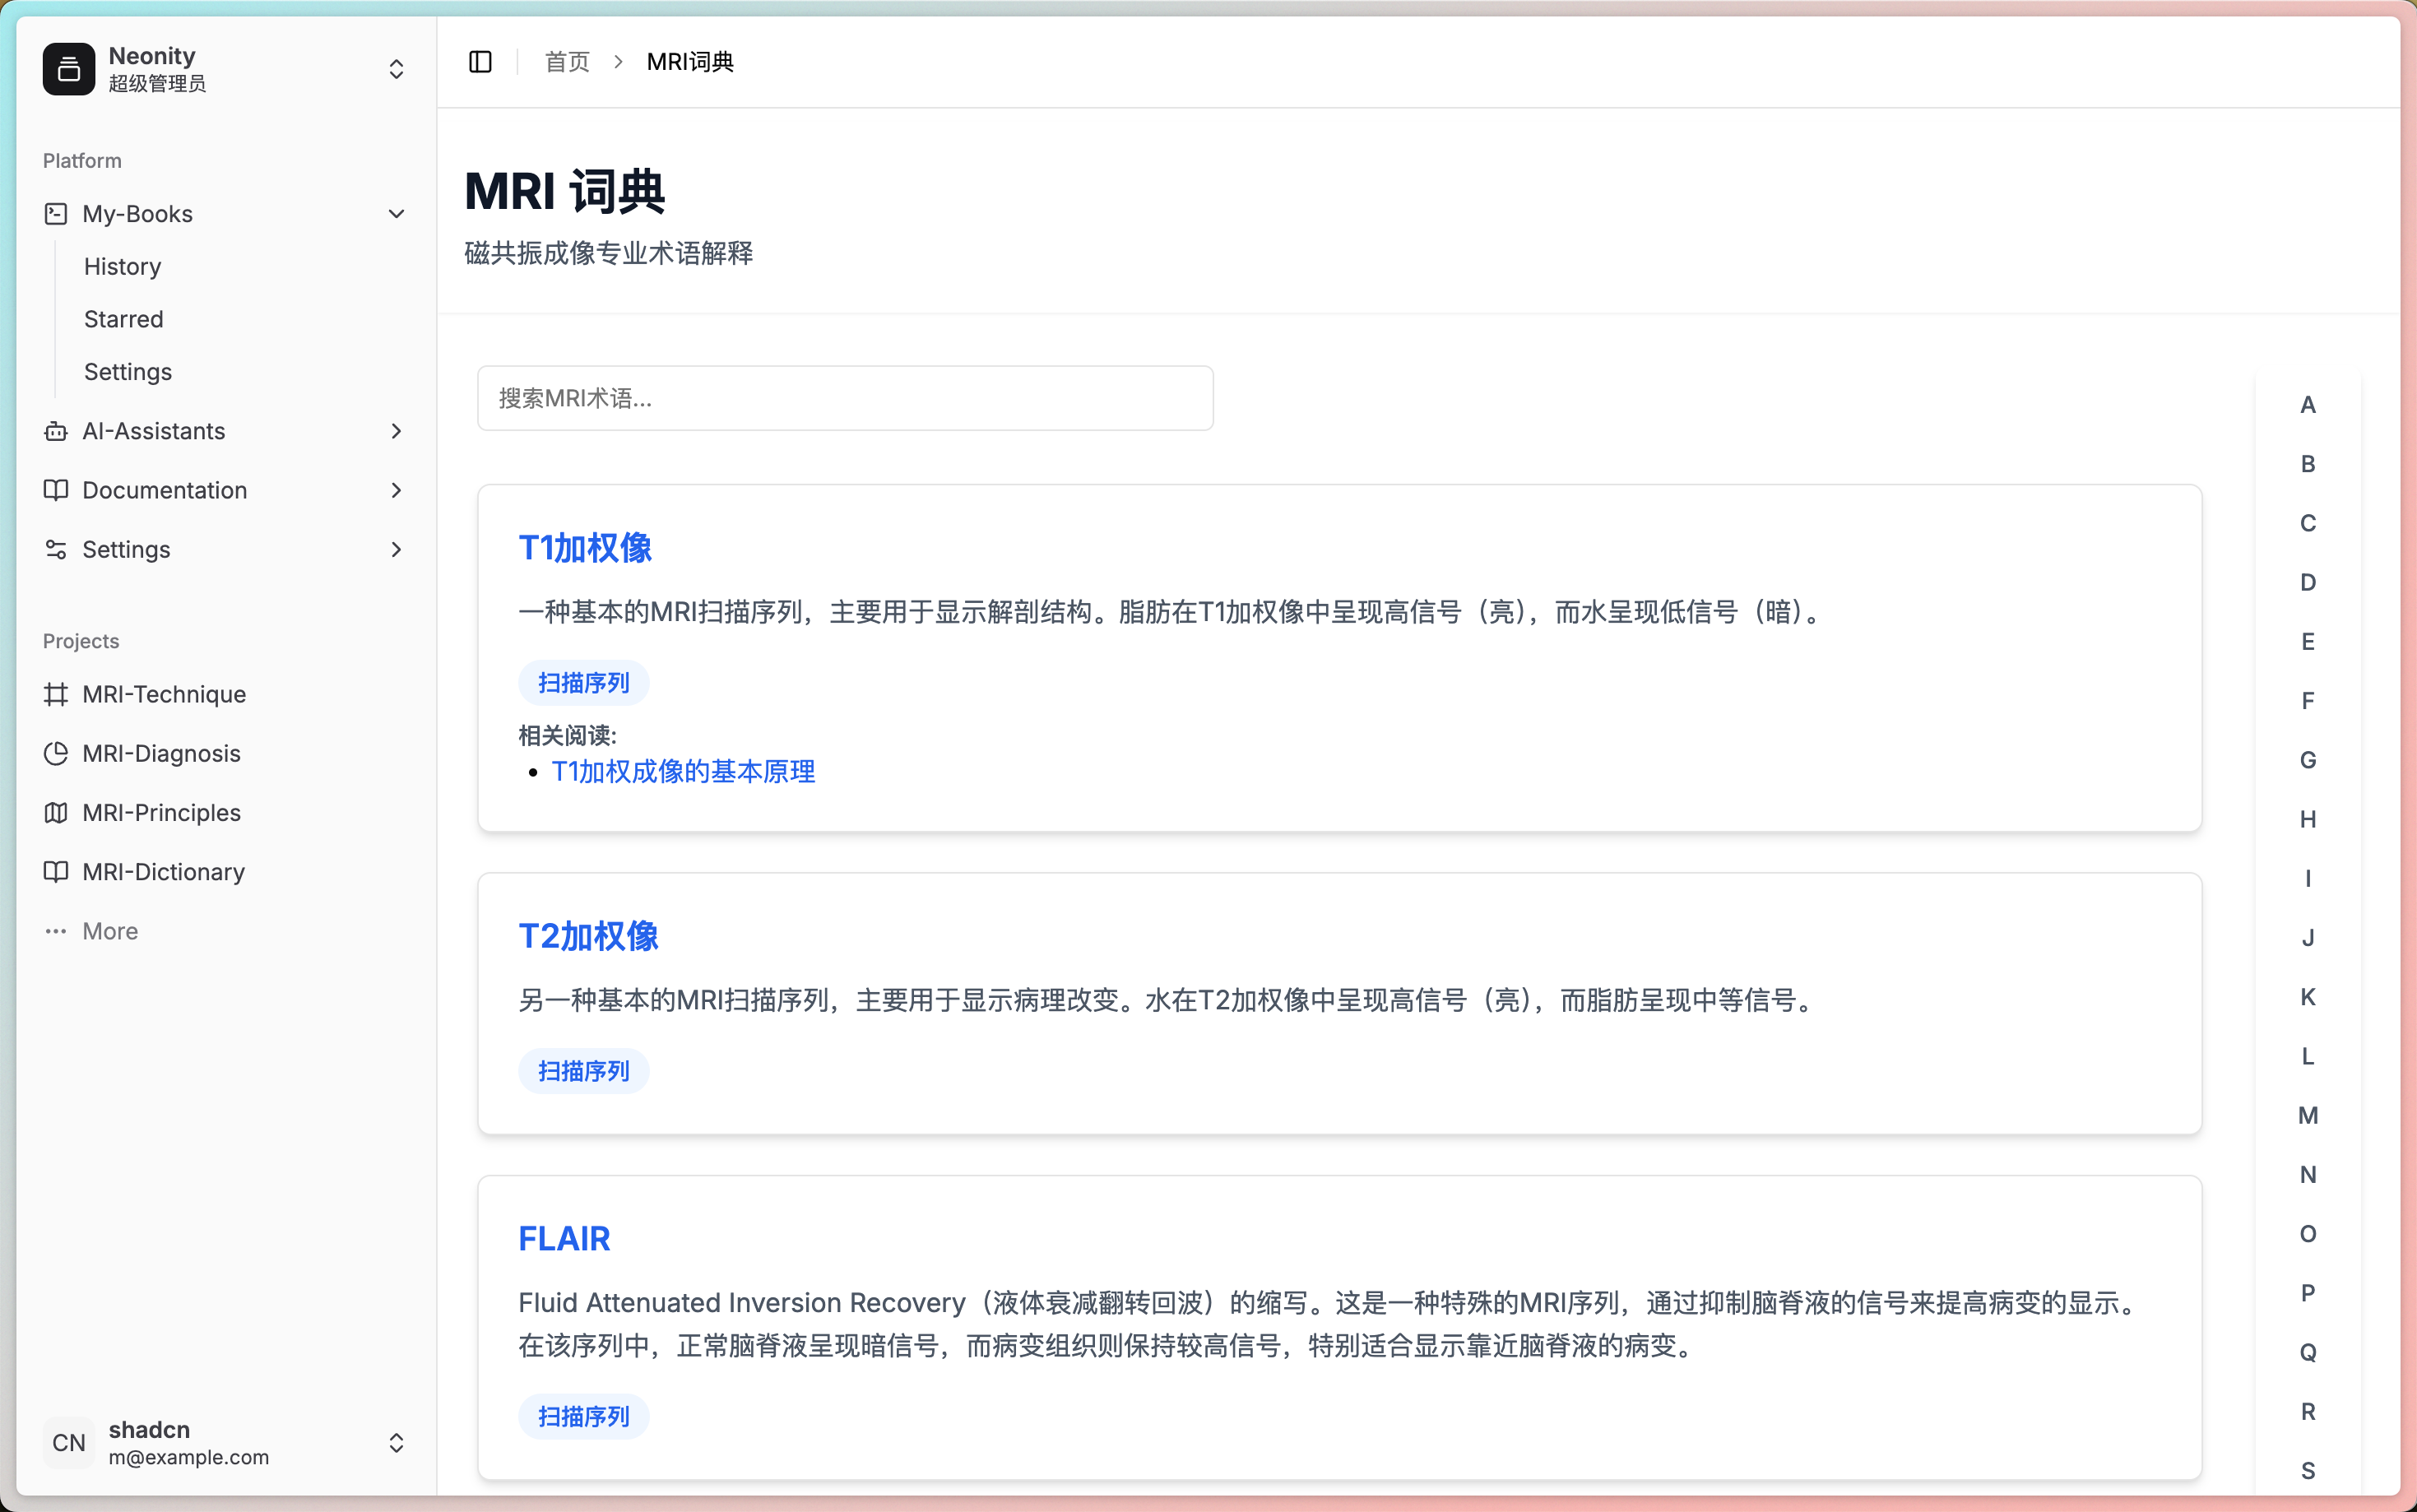 Neonity
超级管理员
Platform
My-Books
History
Starred
Settings
AI-Assistants
Documentation
Settings
Projects
MRI-Technique
MRI-Diagnosis
MRI-Principles
MRI-Dictionary
More
CN
shadcn
m@example.com
首页
MRI词典
MRI 词典
磁共振成像专业术语解释
搜索MRI术语...
T1加权像
一种基本的MRI扫描序列，主要用于显示解剖结构。脂肪在T1加权像中呈现高信号（亮），而水呈现低信号（暗）。
扫描序列
相关阅读:
• T1加权成像的基本原理
T2加权像
另一种基本的MRI扫描序列，主要用于显示病理改变。水在T2加权像中呈现高信号（亮），而脂肪呈现中等信号。
扫描序列
FLAIR
Fluid Attenuated Inversion Recovery（液体衰减翻转回波）的缩写。这是一种特殊的MRI序列，通过抑制脑脊液的信号来提高病变的显示。
在该序列中，正常脑脊液呈现暗信号，而病变组织则保持较高信号，特别适合显示靠近脑脊液的病变。
扫描序列
A
B
C
D
E
F
G
H
I
J
K
L
M
N
O
P
Q
R
S